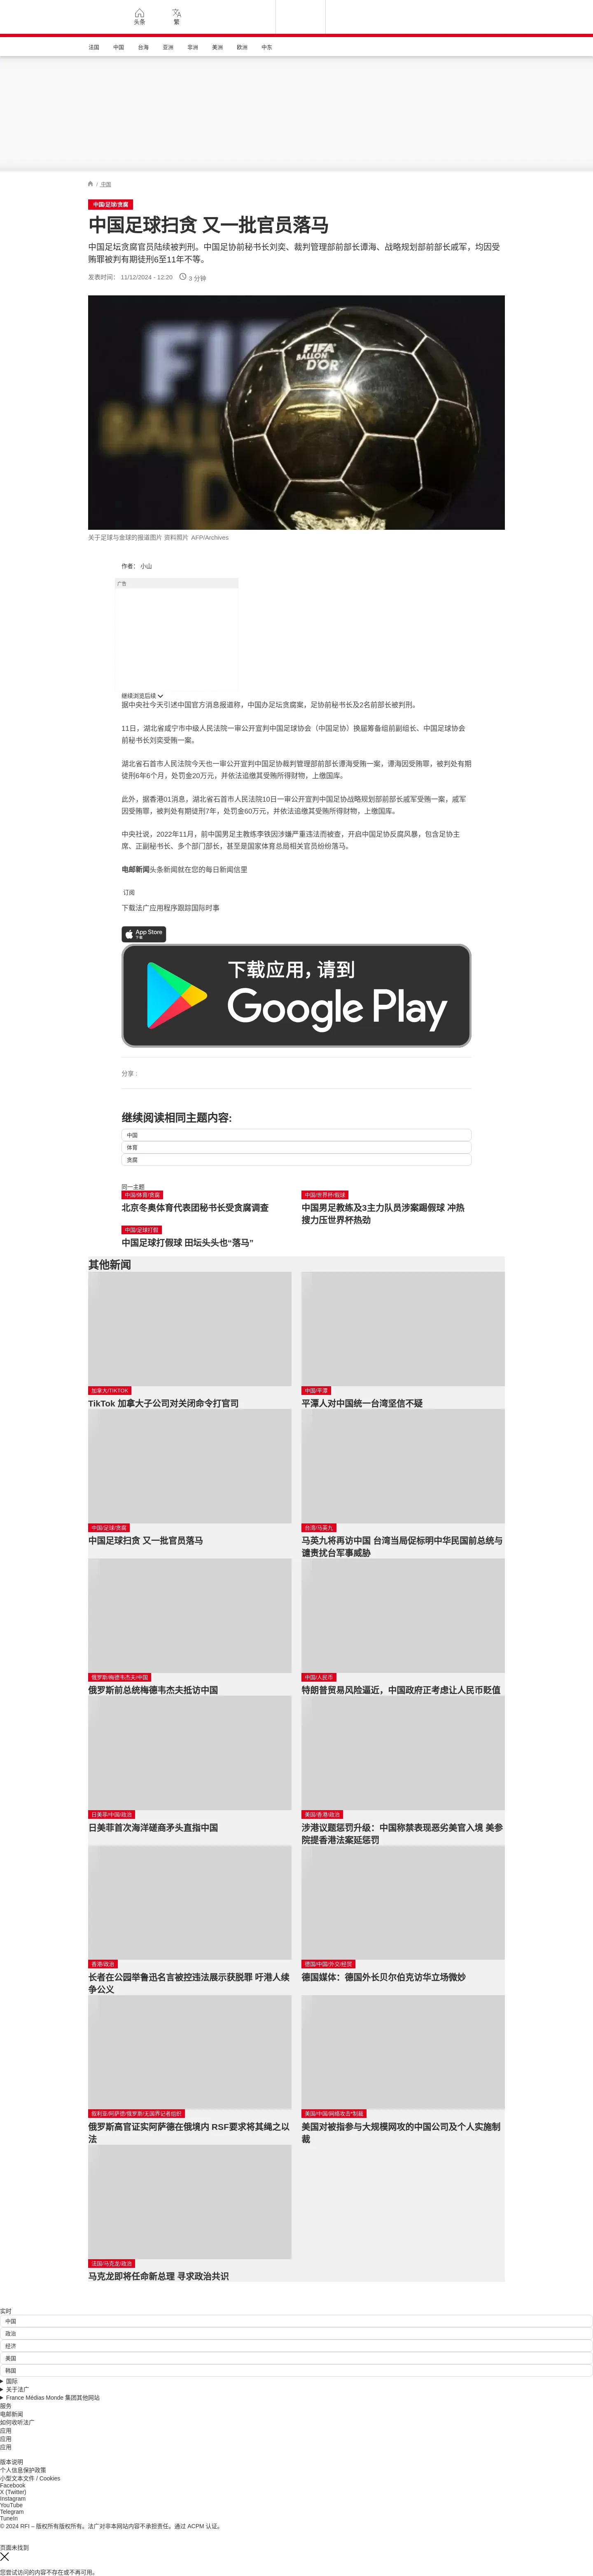 头条
繁
法国
中国
台海
亚洲
非洲
美洲
欧洲
中东
/ 中国
中国/足球/贪腐
中国足球扫贪 又一批官员落马
中国足坛贪腐官员陆续被判刑。中国足协前秘书长刘奕、裁判管理部前部长谭海、战略规划部前部长戚军，均因受
贿罪被判有期徒刑6至11年不等。
发表时间： 11/12/2024 - 12:20
3 分钟
FIFA
FIFA
BALLON
D'OR
关于足球与金球的报道图片 资料照片 AFP/Archives
作者： 小山
广告
继续浏览后续
据中央社今天引述中国官方消息报道称，中国办足坛贪腐案，足协前秘书长及2名前部长被判刑。
11日，湖北省咸宁市中级人民法院一审公开宣判中国足球协会（中国足协）换届筹备组前副组长、中国足球协会
前秘书长刘奕受贿一案。
湖北省石首市人民法院今天也一审公开宣判中国足协裁判管理部前部长谭海受贿一案，谭海因受贿罪，被判处有期
徒刑6年6个月，处罚金20万元，并依法追缴其受贿所得财物，上缴国库。
此外，据香港01消息，湖北省石首市人民法院10日一审公开宣判中国足协战略规划部前部长戚军受贿一案，戚军
因受贿罪，被判处有期徒刑7年，处罚金60万元，并依法追缴其受贿所得财物，上缴国库。
中央社说，2022年11月，前中国男足主教练李铁因涉嫌严重违法而被查，开启中国足协反腐风暴，包含足协主
席、正副秘书长、多个部门部长，甚至是国家体育总局相关官员纷纷落马。
电邮新闻头条新闻就在您的每日新闻信里
订阅
下载法广应用程序跟踪国际时事
App Store
下载
下载应用，请到
Google Play
分享 :
继续阅读相同主题内容:
中国
体育
贪腐
同一主题
中国/体育/贪腐
北京冬奥体育代表团秘书长受贪腐调查
中国/世界杯/假球
中国男足教练及3主力队员涉案踢假球 冲热
搜力压世界杯热劲
中国/足球打假
中国足球打假球 田坛头头也“落马”
其他新闻
加拿大/TIKTOK
TikTok 加拿大子公司对关闭命令打官司
中国/平潭
平潭人对中国统一台湾坚信不疑
中国/足球/贪腐
中国足球扫贪 又一批官员落马
台湾/马英九
马英九将再访中国 台湾当局促标明中华民国前总统与
谴责扰台军事威胁
俄罗斯/梅德韦杰夫/中国
俄罗斯前总统梅德韦杰夫抵访中国
中国/人民币
特朗普贸易风险逼近，中国政府正考虑让人民币贬值
日美菲/中国/政治
日美菲首次海洋磋商矛头直指中国
美国/香港/政治
涉港议题惩罚升级：中国称禁表现恶劣美官入境 美参
院提香港法案延惩罚
香港/政治
长者在公园举鲁迅名言被控违法展示获脱罪 吁港人续
争公义
德国/中国/外交/经贸
德国媒体：德国外长贝尔伯克访华立场微妙
叙利亚/阿萨德/俄罗斯/无国界记者组织
俄罗斯高官证实阿萨德在俄境内 RSF要求将其绳之以
法
美国/中国/网络攻击*制裁
美国对被指参与大规模网攻的中国公司及个人实施制
裁
法国/马克龙/政治
马克龙即将任命新总理 寻求政治共识
实时
中国
政治
经济
美国
韩国
国际
关于法广
France Médias Monde 集团其他网站
服务
电邮新闻
如何收听法广
应用
应用
应用
版本说明
个人信息保护政策
小型文本文件 / Cookies
Facebook
X (Twitter)
Instagram
YouTube
Telegram
TuneIn
© 2024 RFI – 版权所有版权所有。法广对非本网站内容不承担责任。通过 ACPM 认证。
页面未找到
您尝试访问的内容不存在或不再可用。